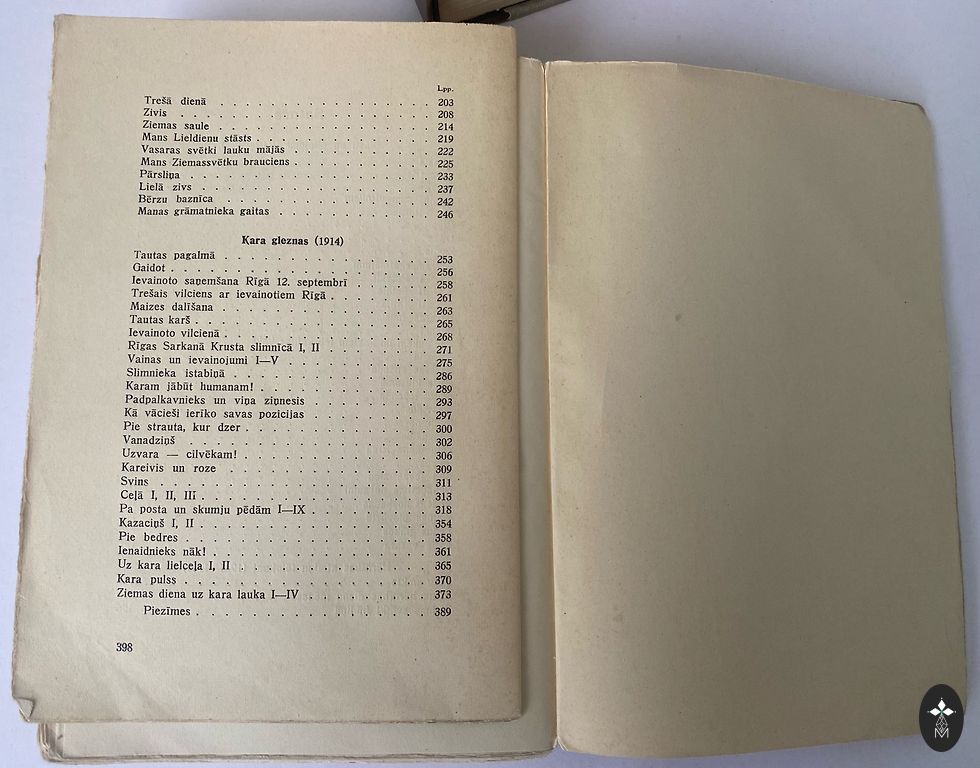 Lpp.
Trešā dienā . . . . . . . . . . . . . . . . 203
Zivis . . . . . . . . . . . . . . . . 208
Ziemas saule . . . . . . . . . . . . . . . . 214
Mans Lieldienu stāsts . . . . . . . . . . . . . 219
Vasaras svētki lauku mājās . . . . . . . . . . 222
Mans Ziemassvētku brauciens . . . . . . . . . . 225
Pārsliņa . . . . . . . . . . . . . . . . 233
Lielā zivs . . . . . . . . . . . . . . . . 237
Bērzu baznīca . . . . . . . . . . . . . . . 242
Manas grāmatnieka gaitas . . . . . . . . . . . 246
Kara gleznas (1914)
Tautas pagalmā . . . . . . . . . . . . . . . 253
Gaidot . . . . . . . . . . . . . . . . 256
Ievainoto saņemšana Rīgā 12. septembrī . . . . . . 258
Trešais vilciens ar ievainotiem Rīgā . . . . . . . 261
Maizes dalīšana . . . . . . . . . . . . . . . 263
Tautas karš . . . . . . . . . . . . . . . . 265
Ievainoto vilcienā . . . . . . . . . . . . . . 268
Rīgas Sarkanā Krusta slimnīcā I, II . . . . . . . . 271
Vainas un ievainojumi I—V . . . . . . . . . . . 275
Slimnieka istabiņā . . . . . . . . . . . . . . 286
Karam jābūt humanam! . . . . . . . . . . . . 289
Padpalkavnieks un viņa ziņnesis . . . . . . . . . 293
Kā vācieši ierīko savas pozicijas . . . . . . . . . 297
Pie strauta, kur dzer . . . . . . . . . . . . . 300
Vanadziņš . . . . . . . . . . . . . . . . 302
Uzvara — cilvēkam! . . . . . . . . . . . . . 306
Kareivis un roze . . . . . . . . . . . . . . . 309
Svins . . . . . . . . . . . . . . . . 311
Ceļā I, II, III . . . . . . . . . . . . . . . . 313
Pa posta un skumju pēdām I—IX . . . . . . . . . 318
Kazaciņš I, II . . . . . . . . . . . . . . . . 354
Pie bedres . . . . . . . . . . . . . . . . 358
Ienaidnieks nāk! . . . . . . . . . . . . . . . 361
Uz kara lielceļa I, II . . . . . . . . . . . . . 365
Kara pulss . . . . . . . . . . . . . . . . 370
Ziemas diena uz kara lauka I—IV . . . . . . . . . 373
Piezīmes . . . . . . . . . . . . . . . . 389
398
M